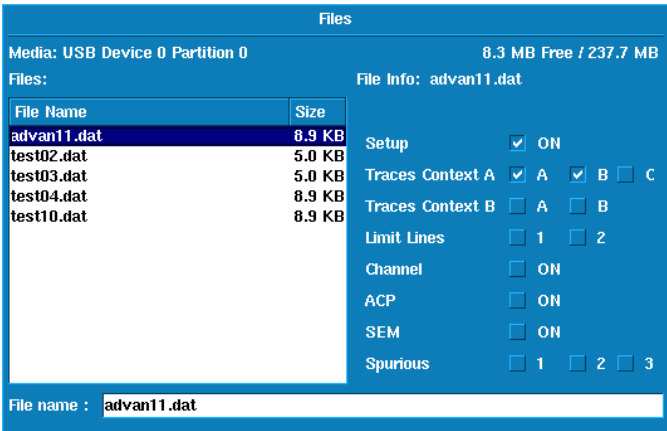 Files
Media: USB Device 0 Partition 0 8.3 MB Free / 237.7 MB
Files: File Info: advan11.dat
File Name Size
advan11.dat 8.9 KB
test02.dat 5.0 KB
test03.dat 5.0 KB
test04.dat 8.9 KB
test10.dat 8.9 KB
Setup ON
Traces Context A A B C
Traces Context B A B
Limit Lines 1 2
Channel ON
ACP ON
SEM ON
Spurious 1 2 3
File name : advan11.dat